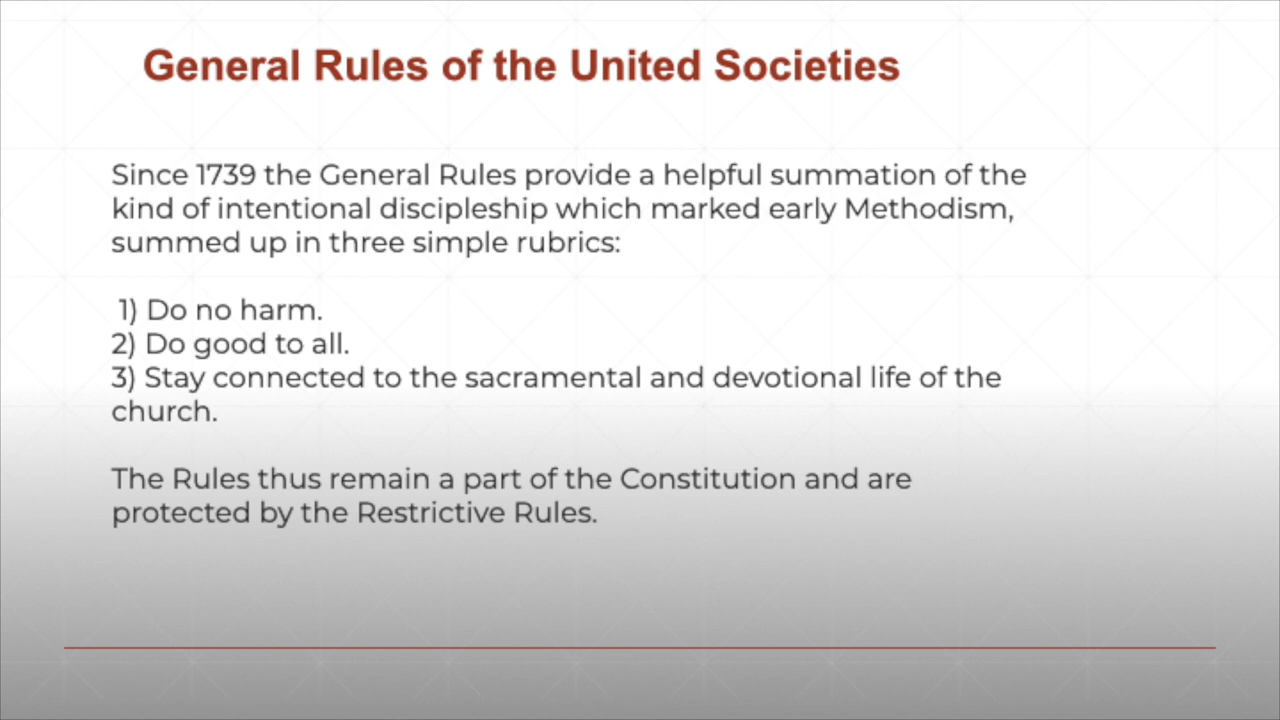 General Rules of the United Societies
Since 1739 the General Rules provide a helpful summation of the
kind of intentional discipleship which marked early Methodism,
summed up in three simple rubrics:
1) Do no harm.
2) Do good to all.
3) Stay connected to the sacramental and devotional life of the
church.
The Rules thus remain a part of the Constitution and are
protected by the Restrictive Rules.